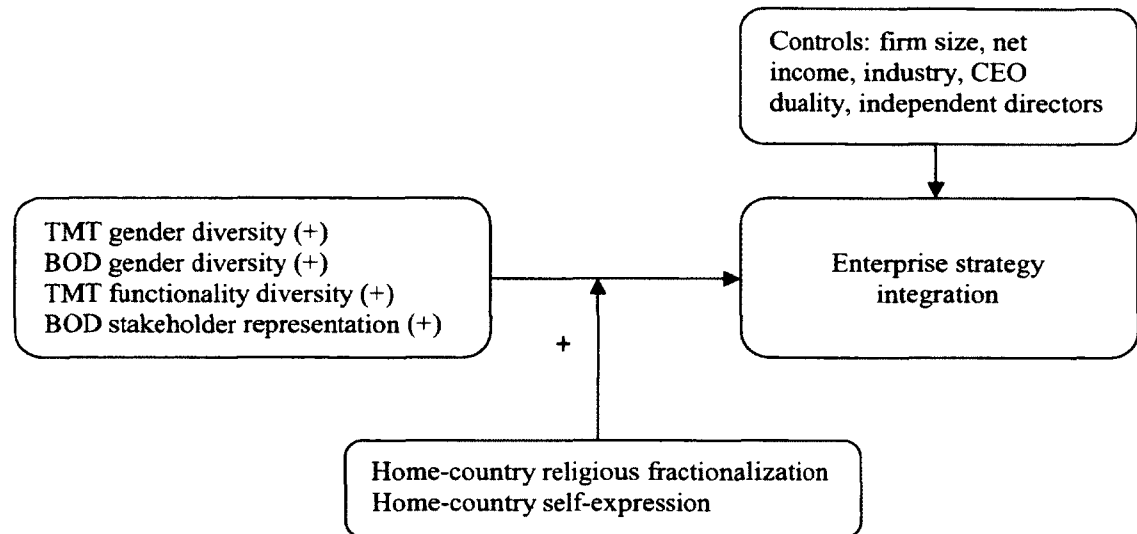 Controls: firm size, net
income, industry, CEO
duality, independent directors
TMT gender diversity (+)
BOD gender diversity (+)
TMT functionality diversity (+)
BOD stakeholder representation (+)
Enterprise strategy
integration
+
Home-country religious fractionalization
Home-country self-expression